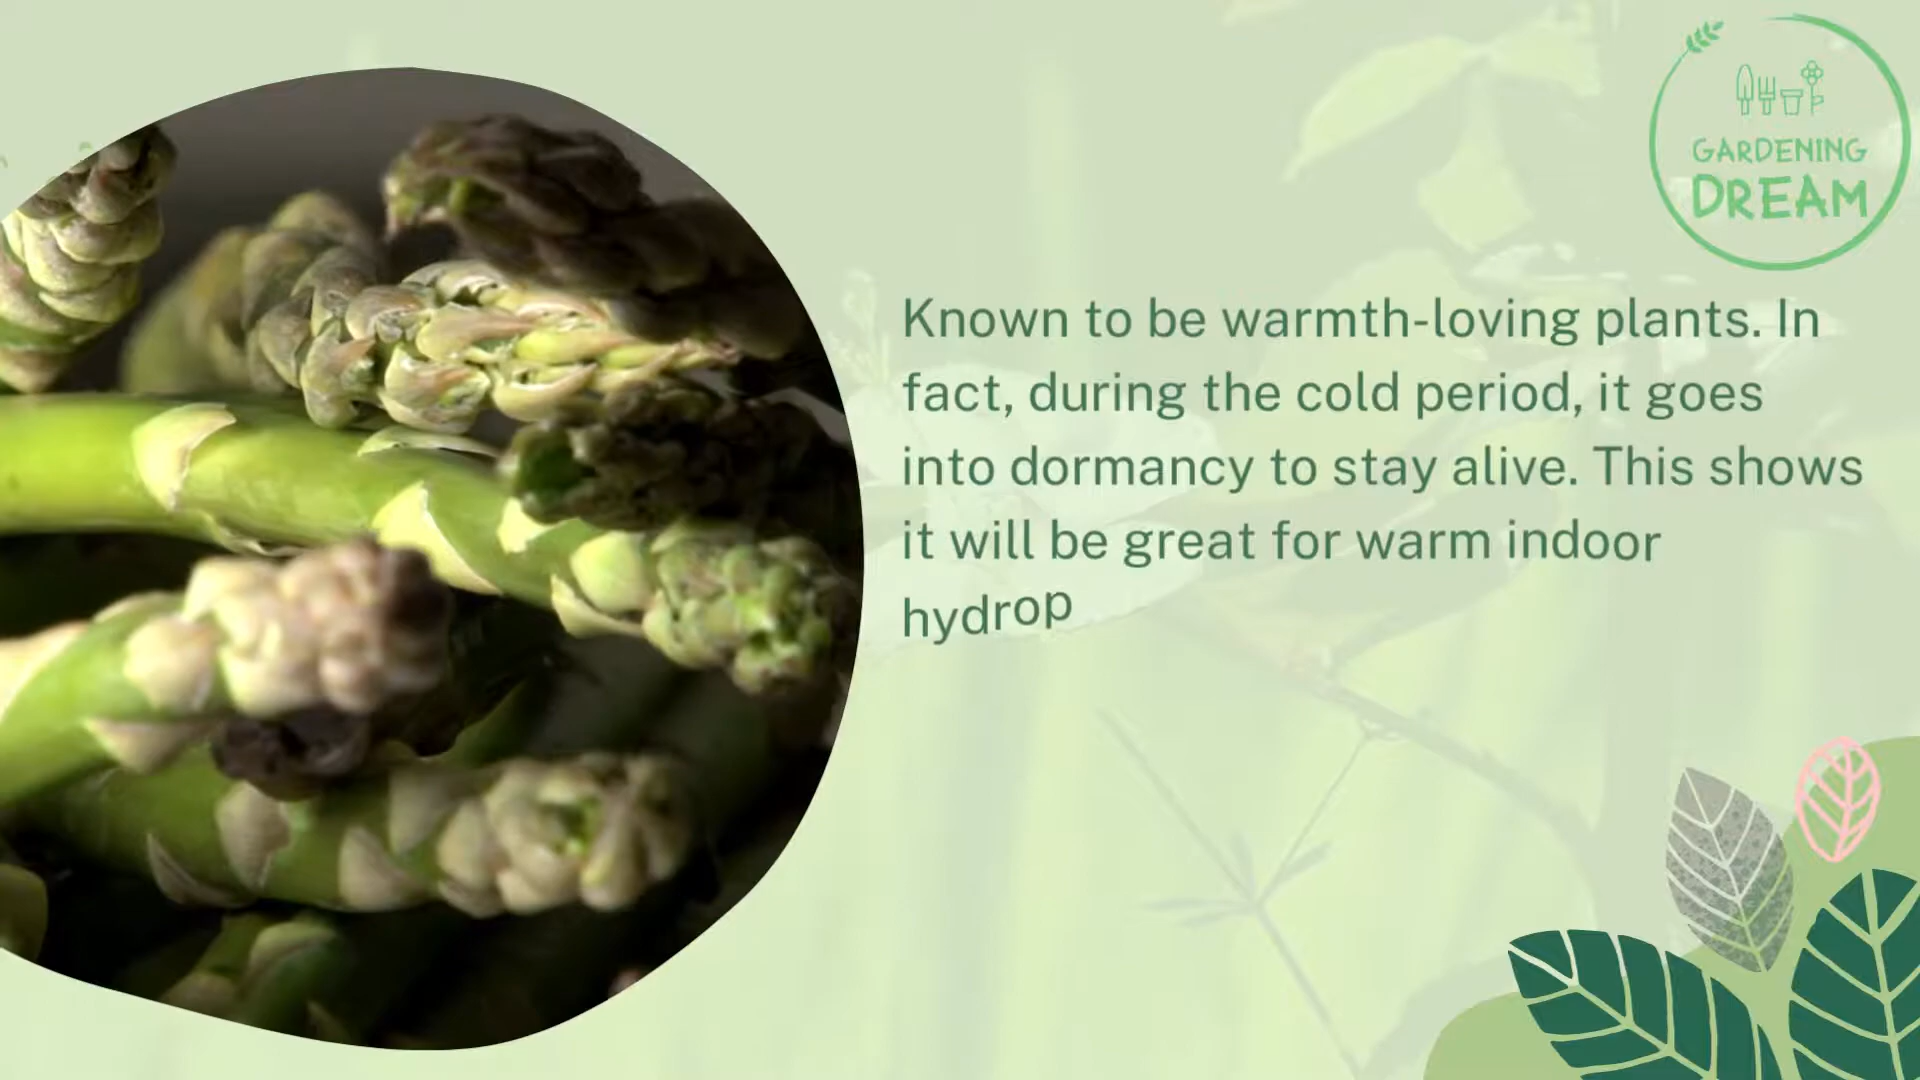 GARDENING
DREAM
Known to be warmth-loving plants. In
fact, during the cold period, it goes
into dormancy to stay alive. This shows
it will be great for warm indoor
hydrop